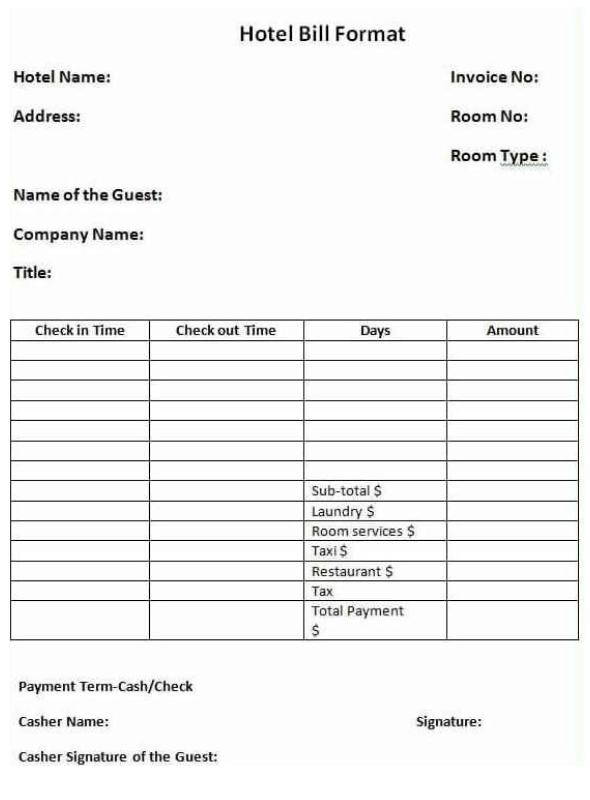 Hotel Bill Format
Hotel Name: Invoice No:
Address: Room No:
Room Type :
Name of the Guest:
Company Name:
Title:
Check in Time Check out Time Days Amount
Sub-total $
Laundry $
Room services $
Taxi $
Restaurant $
Tax
Total Payment
$
Payment Term-Cash/Check
Casher Name: Signature:
Casher Signature of the Guest: